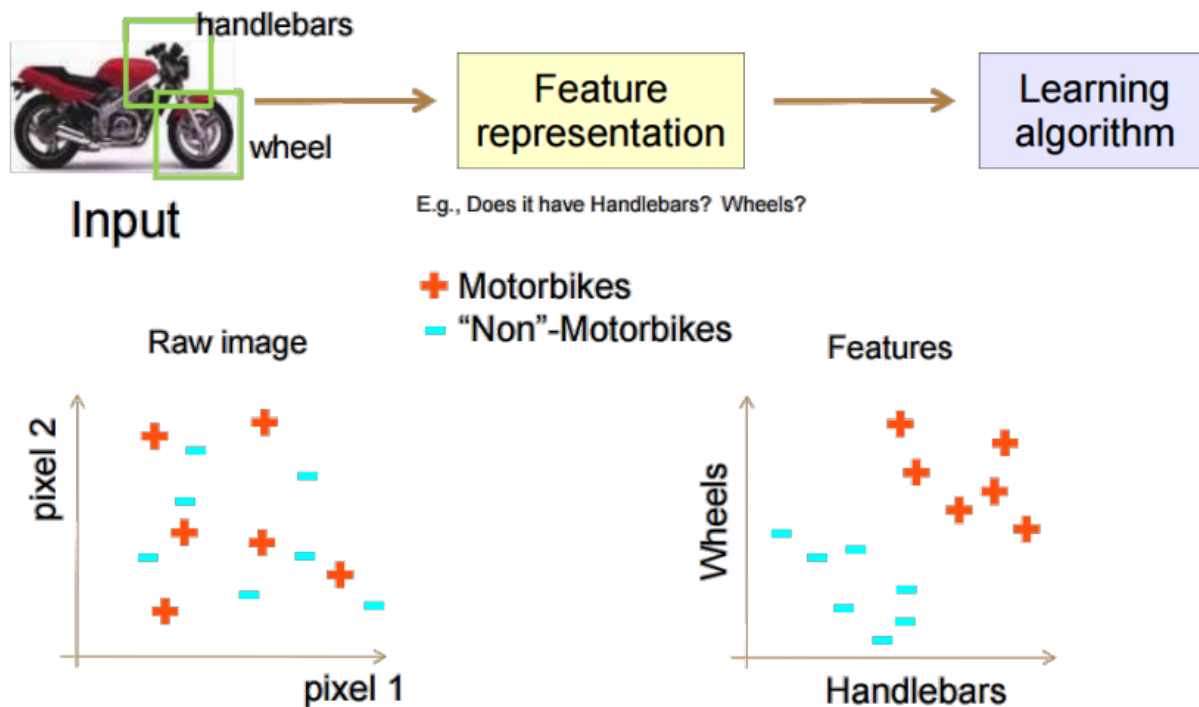 handlebars
wheel
Input
Feature
representation
Learning
algorithm
E.g., Does it have Handlebars? Wheels?
Motorbikes
“Non”-Motorbikes
Raw image
Features
pixel 2
pixel 1
Wheels
Handlebars